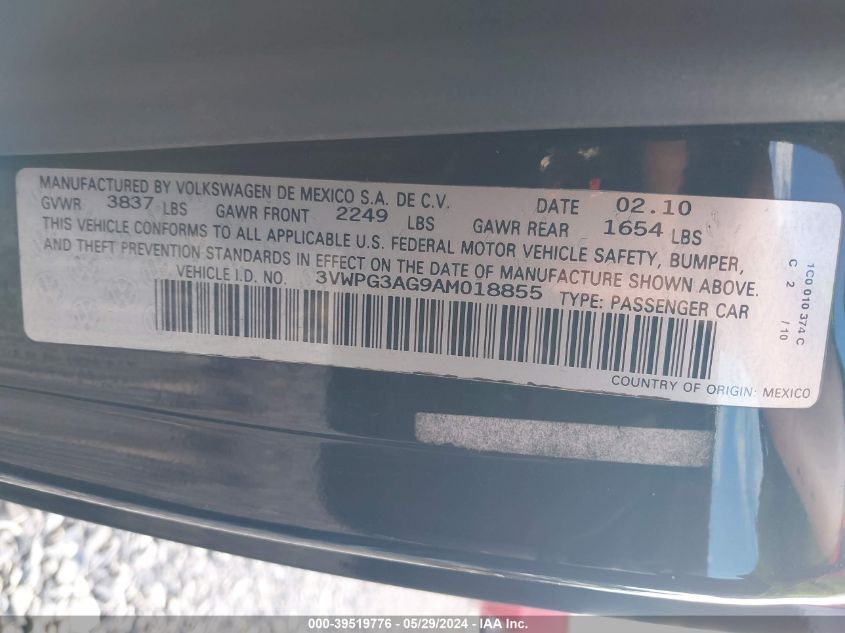 MANUFACTURED BY VOLKSWAGEN DE MEXICO S.A. DE C.V. DATE 02.10
GVWR 3837 LBS GAWR FRONT 2249 LBS GAWR REAR 1654 LBS
THIS VEHICLE CONFORMS TO ALL APPLICABLE U.S. FEDERAL MOTOR VEHICLE SAFETY, BUMPER,
AND THEFT PREVENTION STANDARDS IN EFFECT ON THE DATE OF MANUFACTURE SHOWN ABOVE.
VEHICLE I.D. NO. 3VWPG3AG9AM018855 TYPE: PASSENGER CAR
COUNTRY OF ORIGIN: MEXICO
1C0 010 374 C
C 2 /10
000-39519776 - 05/29/2024 - IAA Inc.